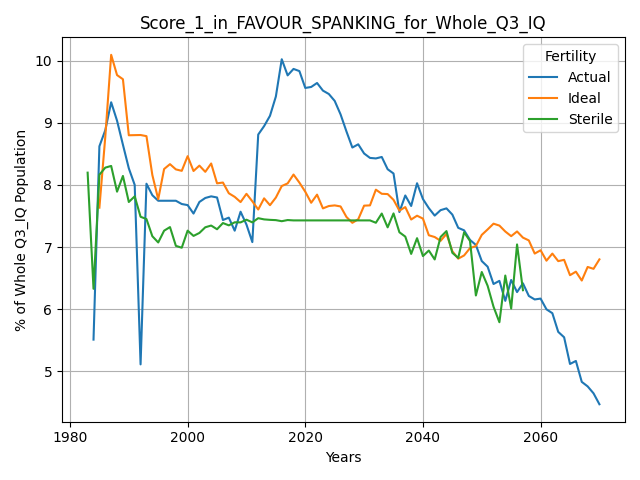 Score_1_in_FAVOUR_SPANKING_for_Whole_Q3_IQ
% of Whole Q3_IQ Population
10
9
8
7
6
5
Fertility
Actual
Ideal
Sterile
1980
2000
2020
2040
2060
Years